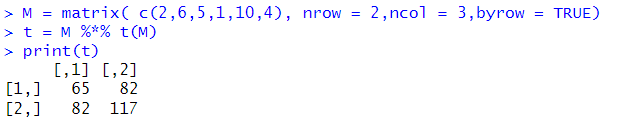 > M = matrix( c(2,6,5,1,10,4), nrow = 2,ncol = 3,byrow = TRUE)
> t = M %*% t(M)
> print(t)
     [,1] [,2]
[1,]   65   82
[2,]   82  117